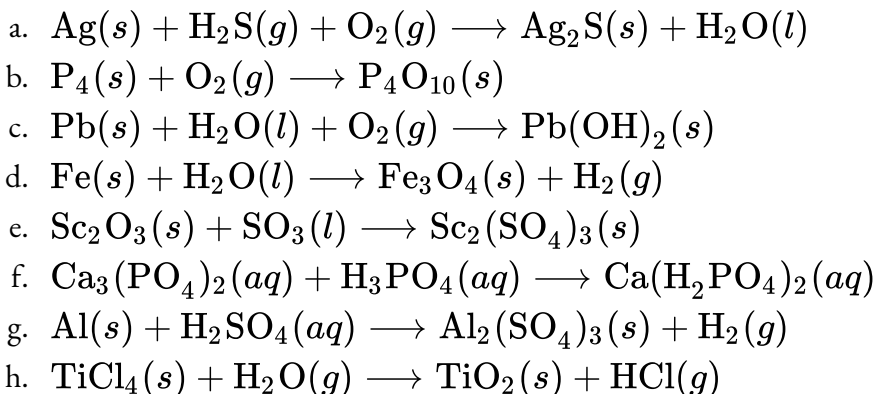 a. Ag(s) + H₂S(g) + O₂(g) ⟶ Ag₂S(s) + H₂O(l)
b. P₄(s) + O₂(g) ⟶ P₄O₁₀(s)
c. Pb(s) + H₂O(l) + O₂(g) ⟶ Pb(OH)₂(s)
d. Fe(s) + H₂O(l) ⟶ Fe₃O₄(s) + H₂(g)
e. Sc₂O₃(s) + SO₃(l) ⟶ Sc₂(SO₄)₃(s)
f. Ca₃(PO₄)₂(aq) + H₃PO₄(aq) ⟶ Ca(H₂PO₄)₂(aq)
g. Al(s) + H₂SO₄(aq) ⟶ Al₂(SO₄)₃(s) + H₂(g)
h. TiCl₄(s) + H₂O(g) ⟶ TiO₂(s) + HCl(g)